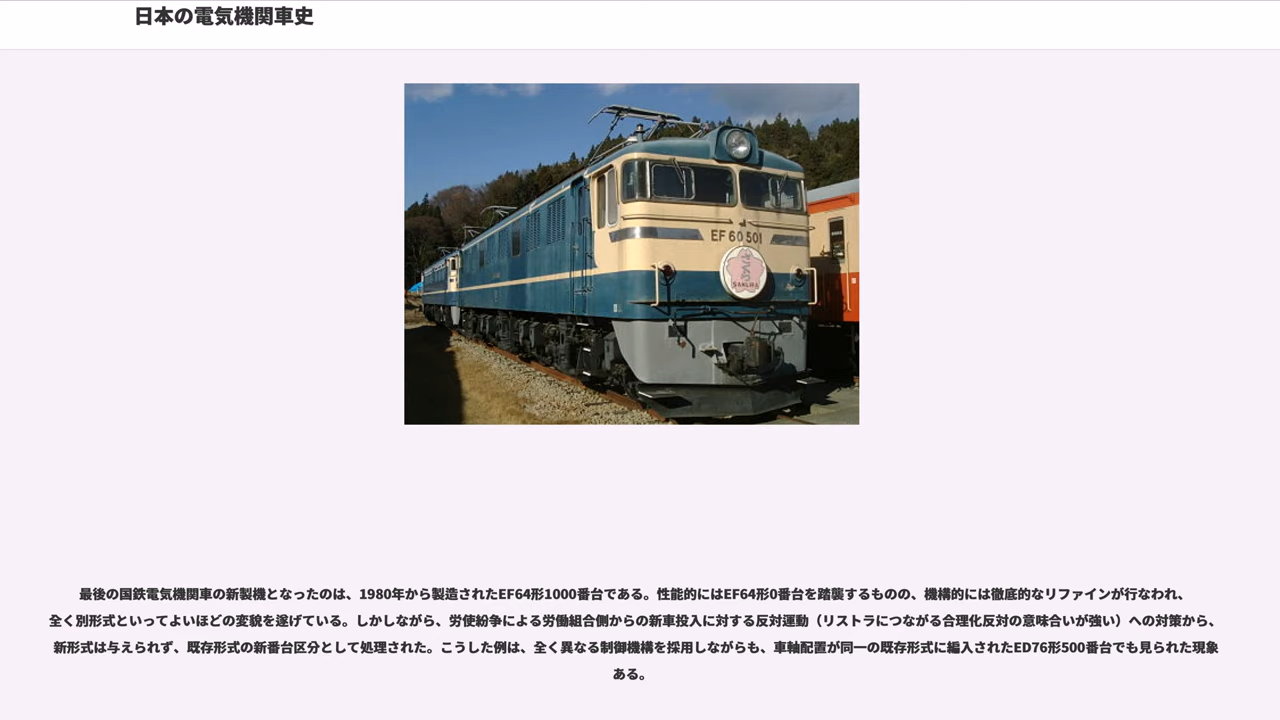 日本の電気機関車史
EF 60 501
さくら
SAKURA
最後の国鉄電気機関車の新製機となったのは、1980年から製造されたEF64形1000番台である。性能的にはEF64形0番台を踏襲するものの、機構的には徹底的なリファインが行なわれ、
全く別形式といってよいほどの変貌を遂げている。しかしながら、労使紛争による労働組合側からの新車投入に対する反対運動（リストラにつながる合理化反対の意味合いが強い）への対策から、
新形式は与えられず、既存形式の新番台区分として処理された。こうした例は、全く異なる制御機構を採用しながらも、車軸配置が同一の既存形式に編入されたED76形500番台でも見られた現象
ある。